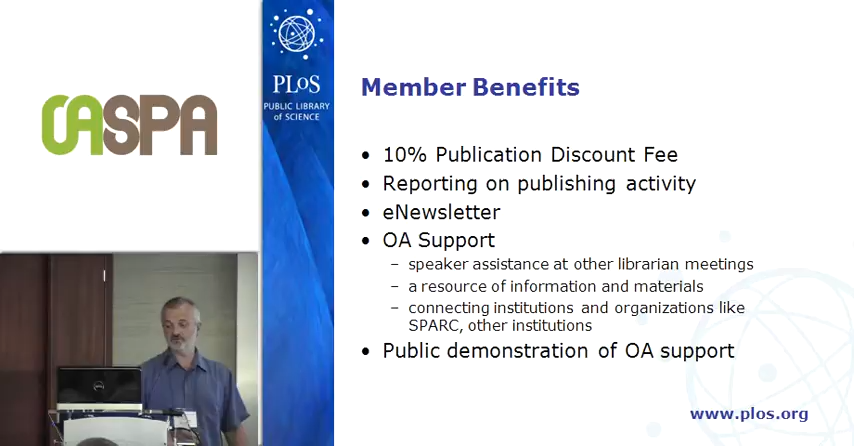 OASPA
PLoS
PUBLIC LIBRARY
of SCIENCE
Member Benefits
• 10% Publication Discount Fee
• Reporting on publishing activity
• eNewsletter
• OA Support
– speaker assistance at other librarian meetings
– a resource of information and materials
– connecting institutions and organizations like
SPARC, other institutions
• Public demonstration of OA support
www.plos.org
DELL